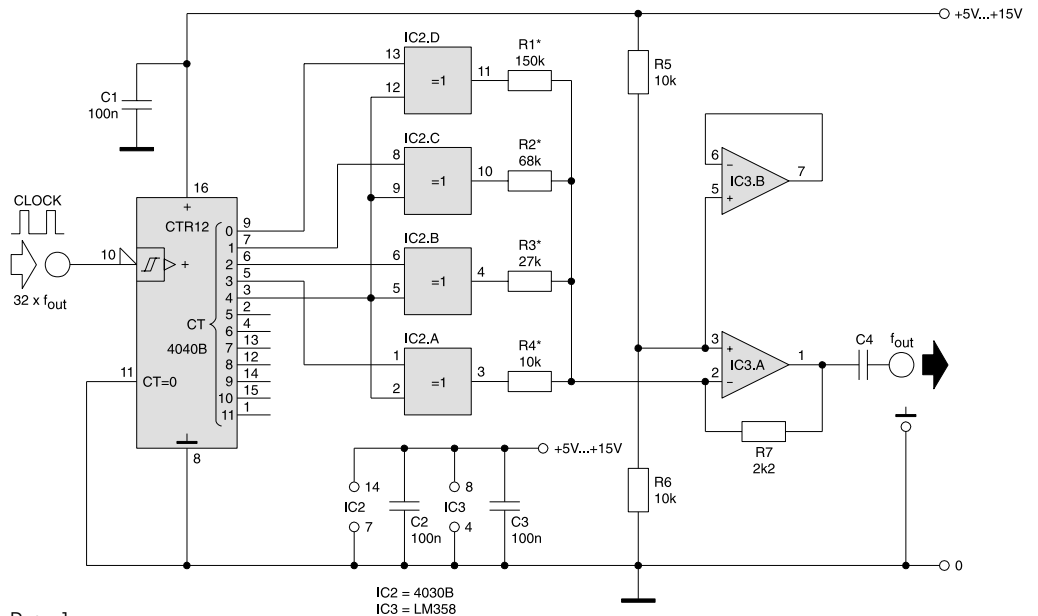 +5V...+15V
IC2.D
R1*
150k
13
12
=1
11
R5
10k
C1
100n
IC2.C
R2*
68k
8
9
=1
10
6
5
IC3.B
7
–
+
16
+
CLOCK
CTR12
10
+
32 x fout
IC2.B
R3*
27k
6
5
=1
4
0 9
1 7
2 6
3 5
4 3
5 2
6 4
7 13
8 12
9 14
10 15
11 1
CT
4040B
11
CT=0
8
IC2.A
R4*
10k
1
2
=1
3
3
2
+
–
IC3.A
1
C4
fout
R7
2k2
+5V...+15V
14
IC2
7
C2
100n
8
IC3
4
C3
100n
R6
10k
0
IC2 = 4030B
IC3 = LM358